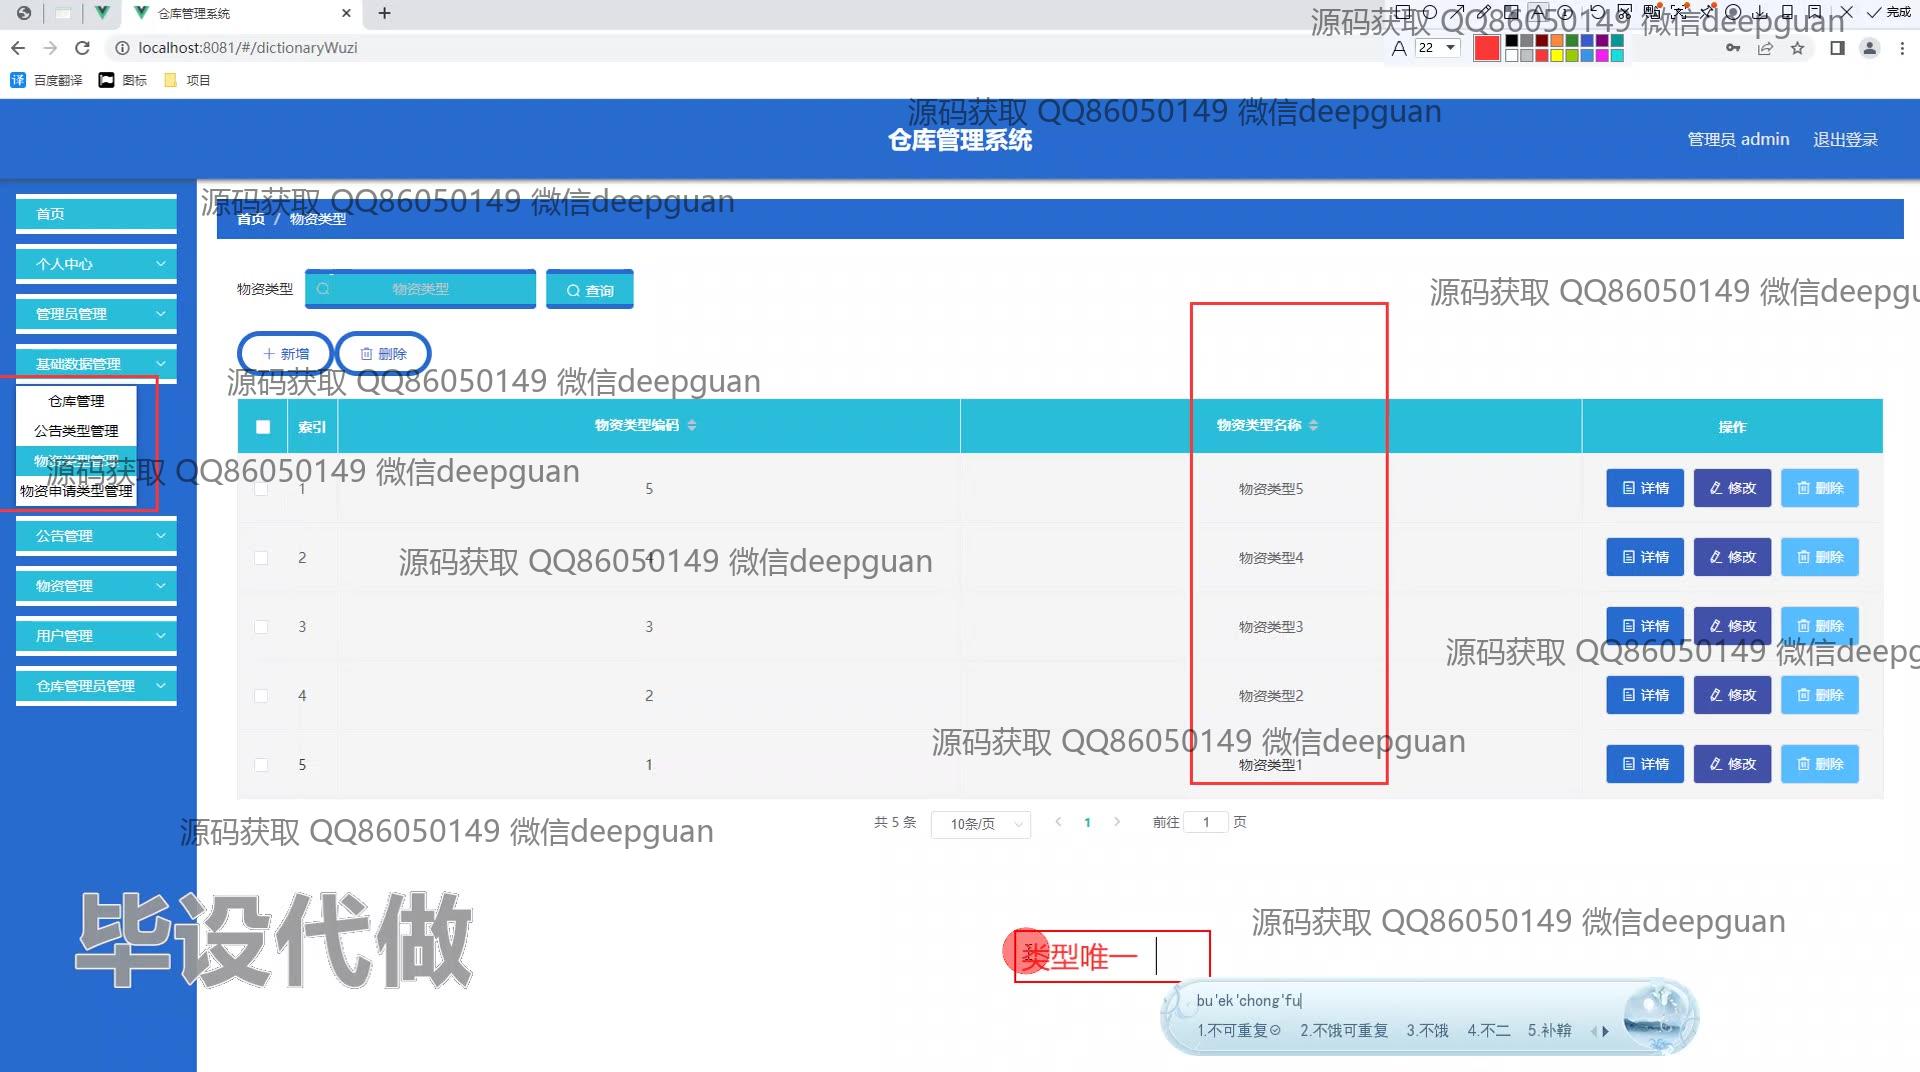 仓库管理系统
完成
localhost:8081/#/dictionaryWuzi
22
百度翻译 图标 项目
源码获取 QQ86050149 微信deepguan
源码获取 QQ86050149 微信deepguan
仓库管理系统
管理员 admin 退出登录
源码获取 QQ86050149 微信deepguan
首页 / 物资类型
首页
个人中心
管理员管理
基础数据管理
仓库管理
公告类型管理
物资类型管理
物资申请类型管理
公告管理
物资管理
用户管理
仓库管理员管理
物资类型 物资类型 查询
源码获取 QQ86050149 微信deepgu
新增 删除
源码获取 QQ86050149 微信deepguan
索引 物资类型编码 物资类型名称 操作
源码获取 QQ86050149 微信deepguan
1 5 物资类型5 详情 修改 删除
2 4 物资类型4 详情 修改 删除
源码获取 QQ86050149 微信deepguan
3 3 物资类型3 详情 修改 删除
源码获取 QQ86050149 微信deepg
4 2 物资类型2 详情 修改 删除
源码获取 QQ86050149 微信deepguan
5 1 物资类型1 详情 修改 删除
共 5 条 10条/页 1 前往 1 页
源码获取 QQ86050149 微信deepguan
毕设代做
源码获取 QQ86050149 微信deepguan
类型唯一
bu'ek'chong'fu
1.不可重复 2.不饿可重复 3.不饿 4.不二 5.补鞥